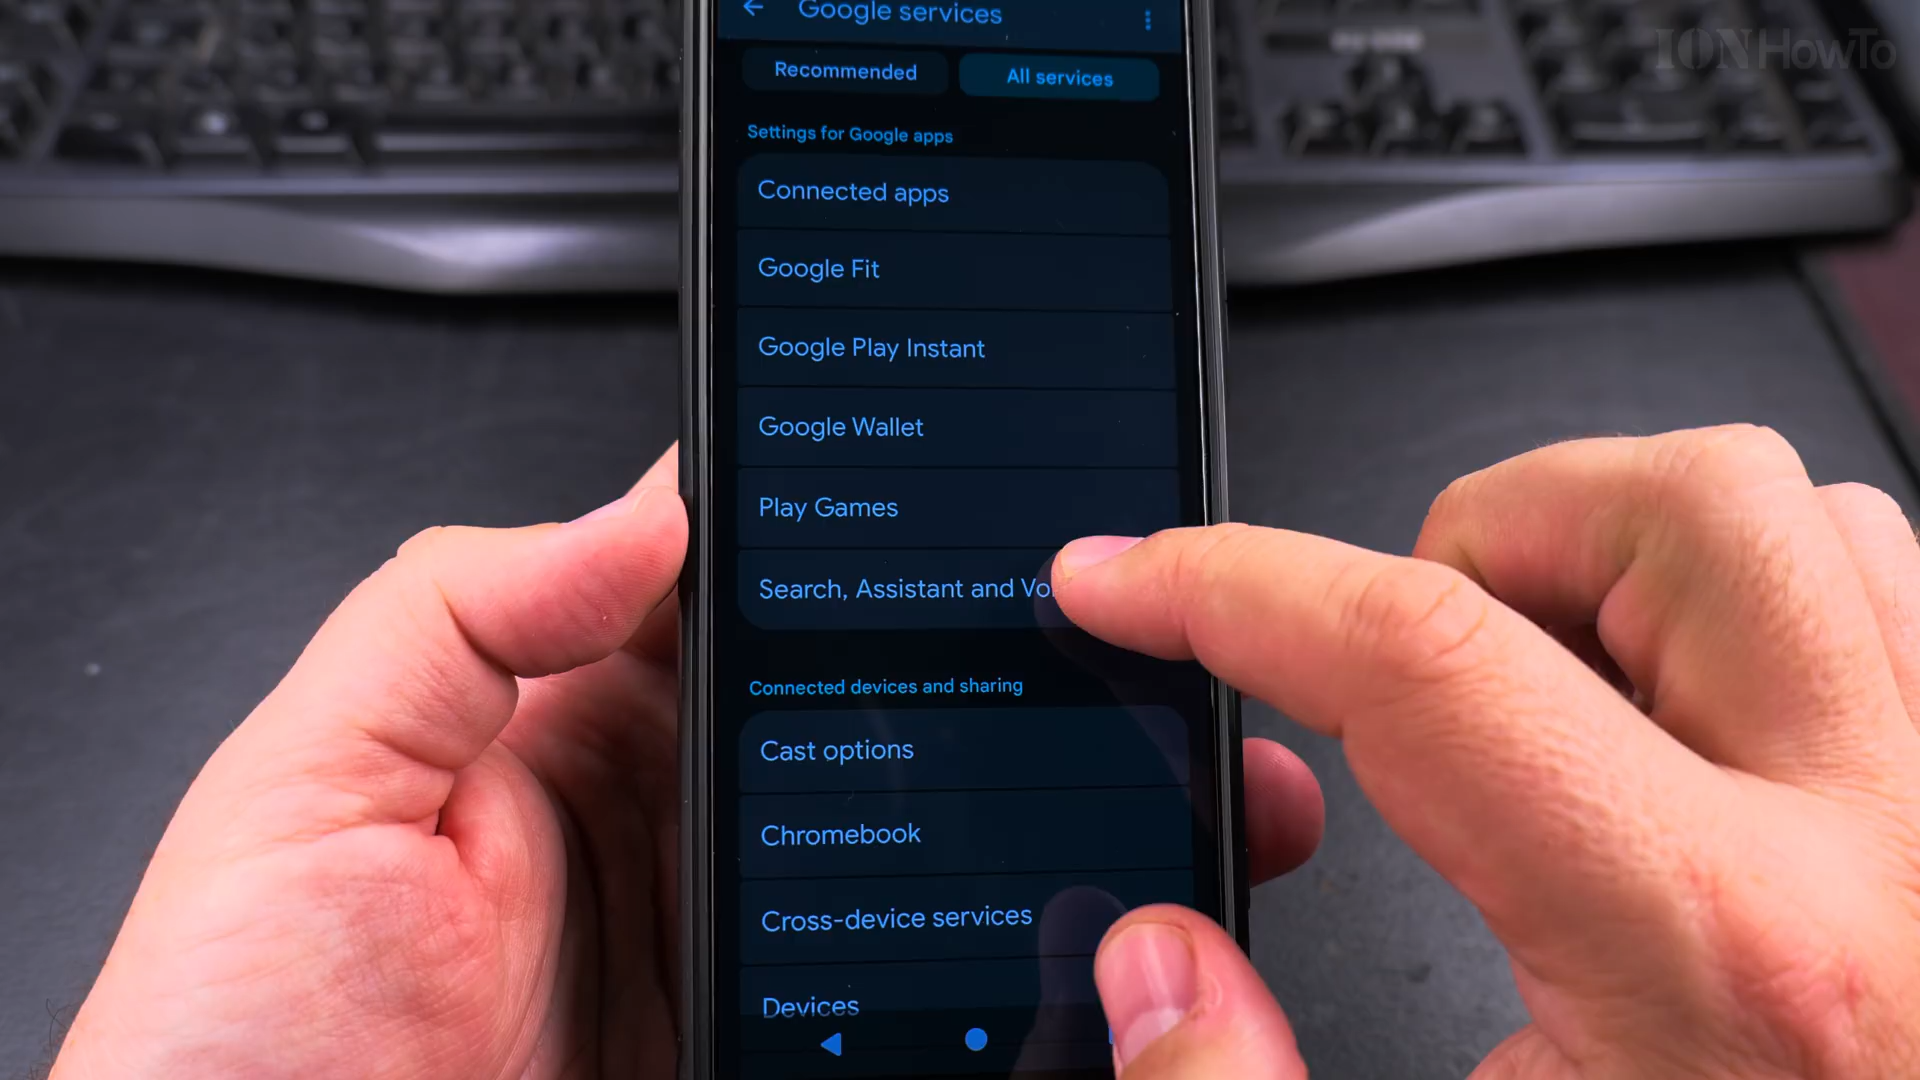 IONHowTo
Google services
Recommended
All services
Settings for Google apps
Connected apps
Google Fit
Google Play Instant
Google Wallet
Play Games
Search, Assistant and Vo
Connected devices and sharing
Cast options
Chromebook
Cross-device services
Devices